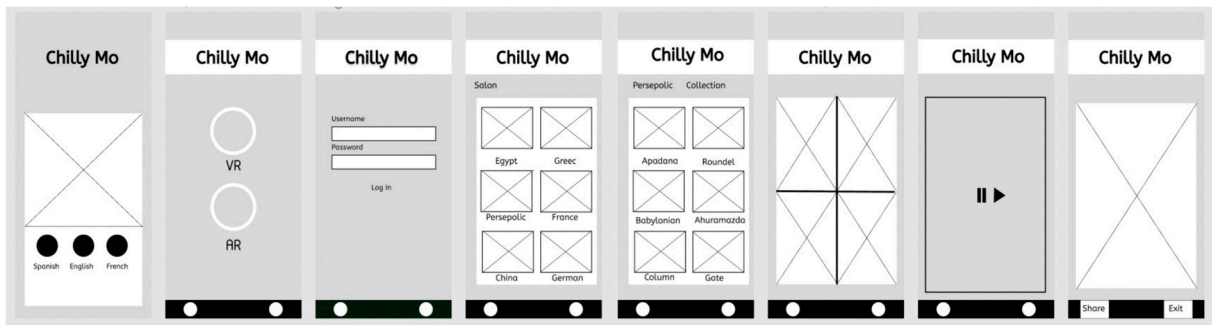 Chilly Mo
Spanish English French
Chilly Mo
VR
AR
Chilly Mo
Username
Password
Log In
Chilly Mo
Salon
Egypt Greec
Persepolic France
China German
Chilly Mo
Persepolic Collection
Apadana Roundel
Babylonian Ahuramazda
Column Gate
Chilly Mo
Chilly Mo
Chilly Mo
Share Exit